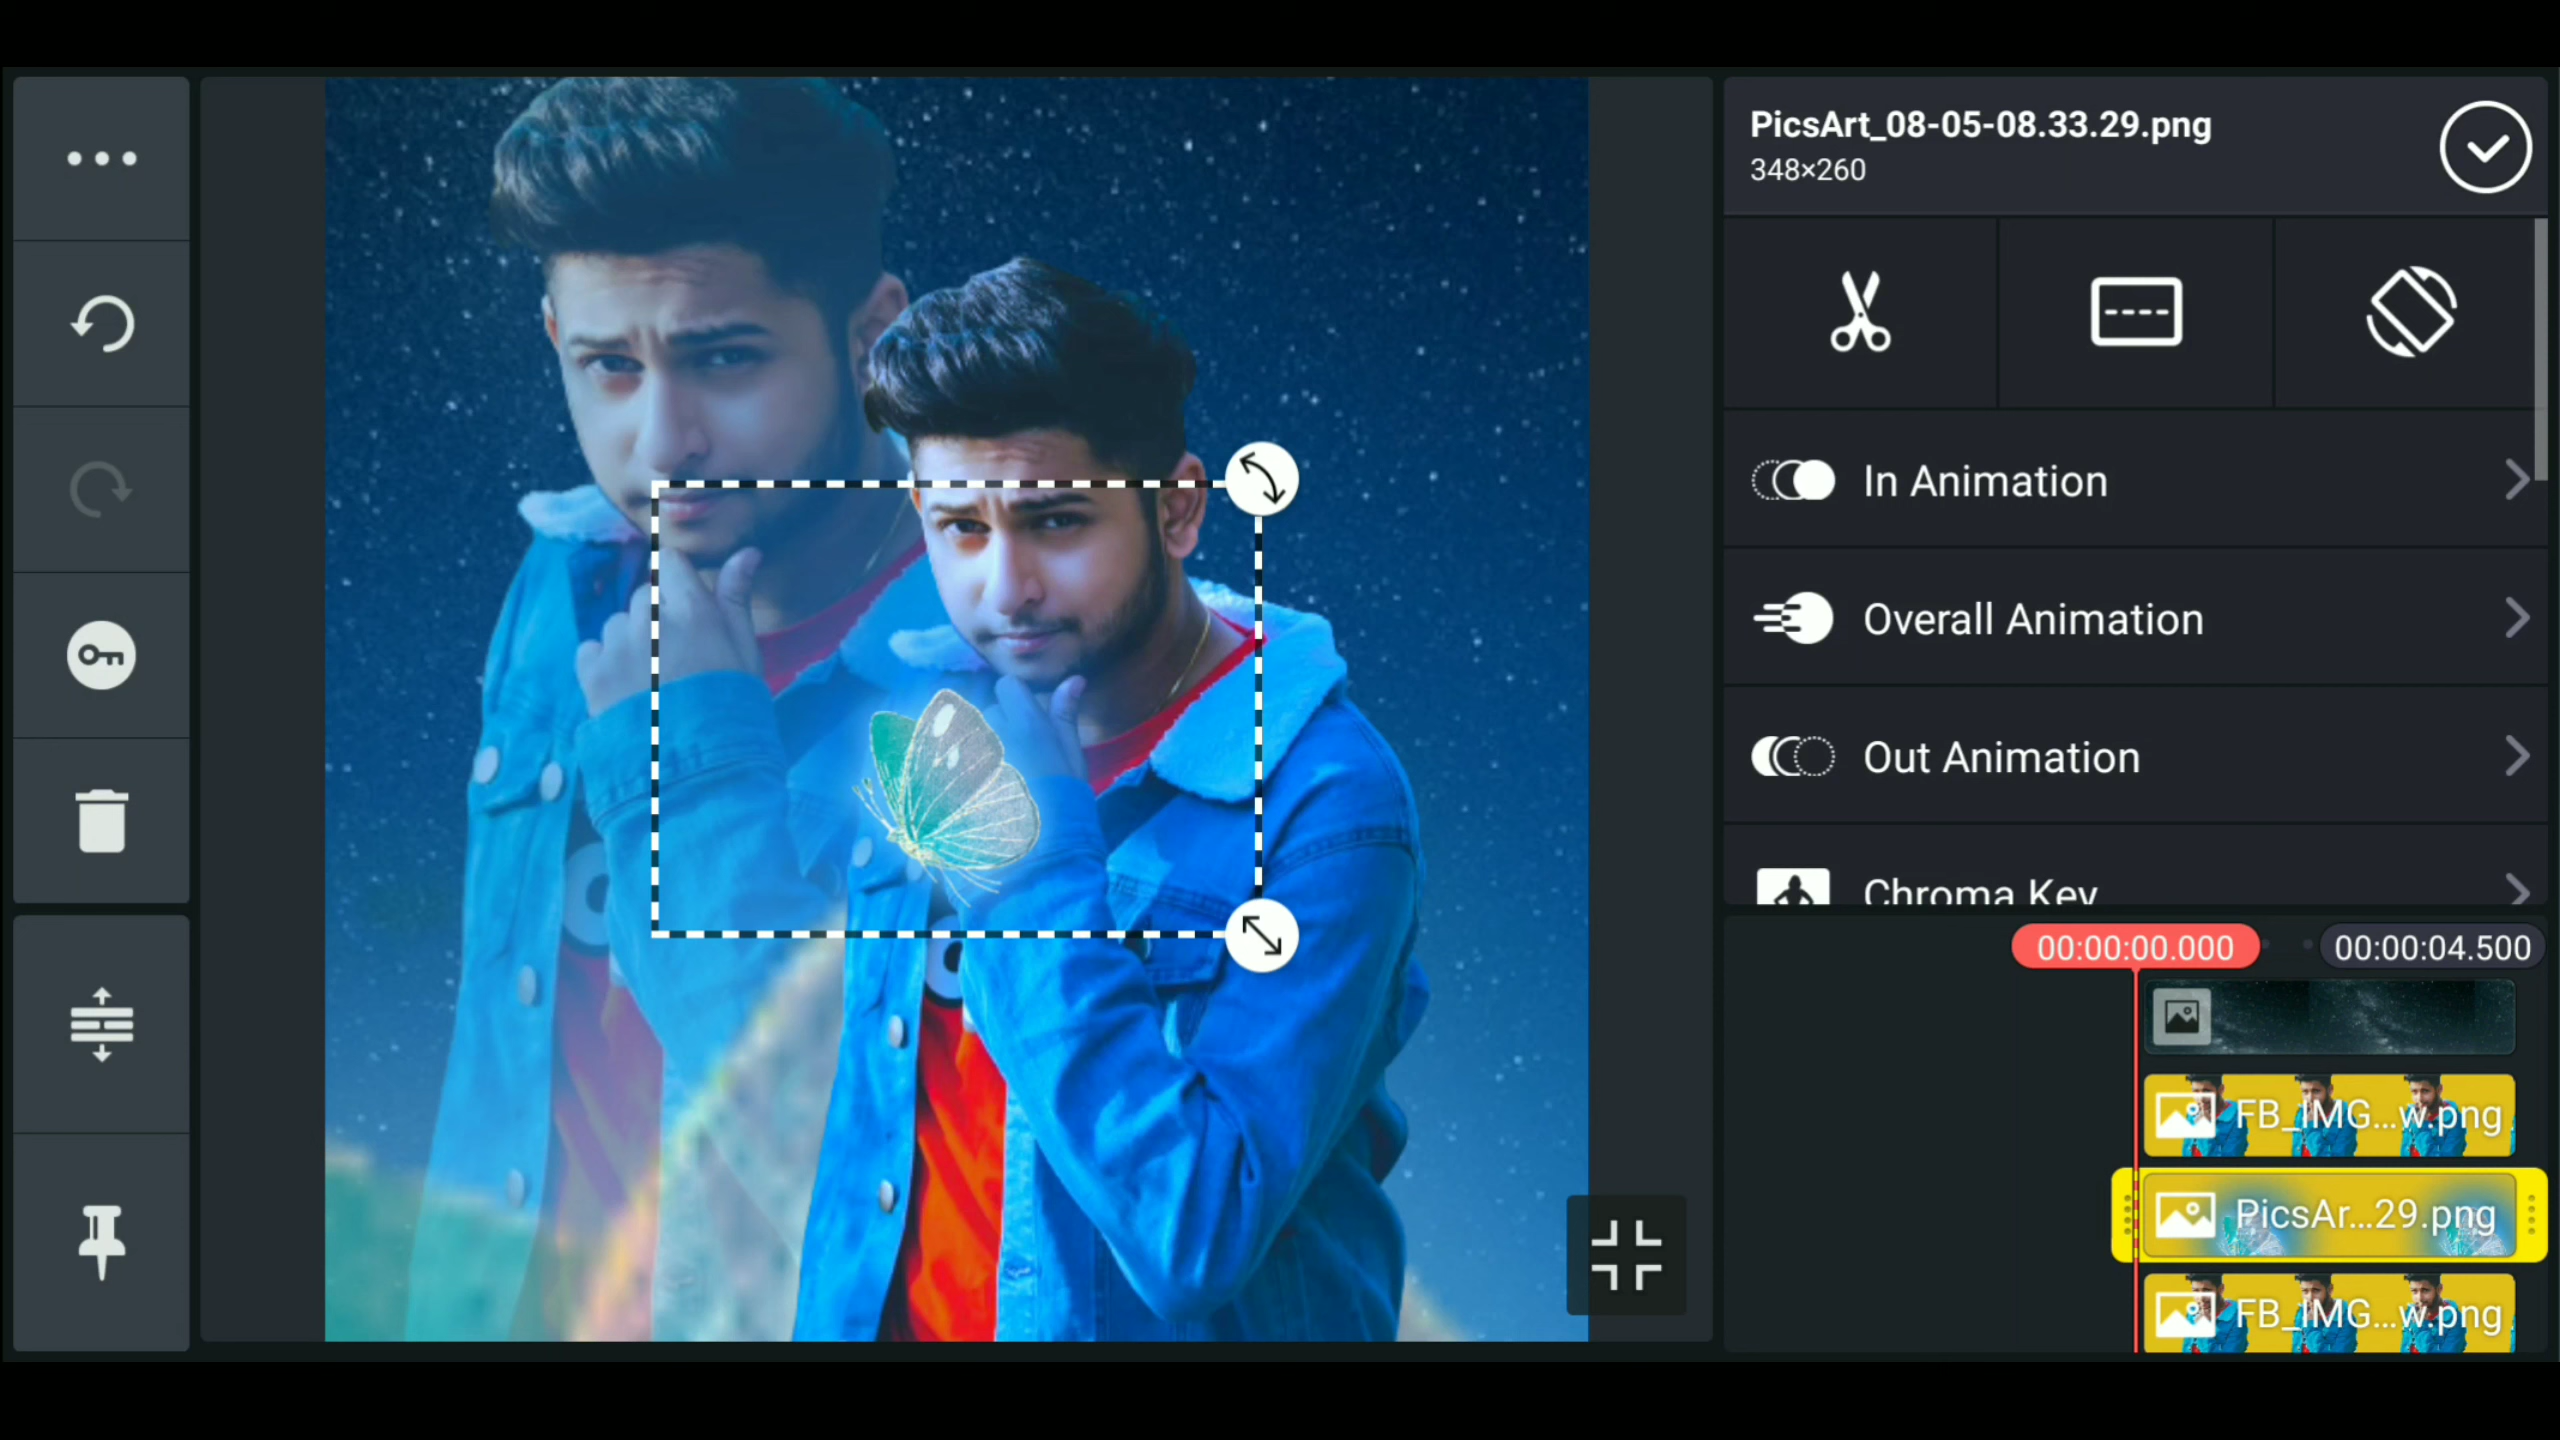 PicsArt_08-05-08.33.29.png
348×260
In Animation
Overall Animation
Out Animation
Chroma Key
00:00:00.000
00:00:04.500
FB_IMG...w.png
PicsAr...29.png
FB_IMG...w.png